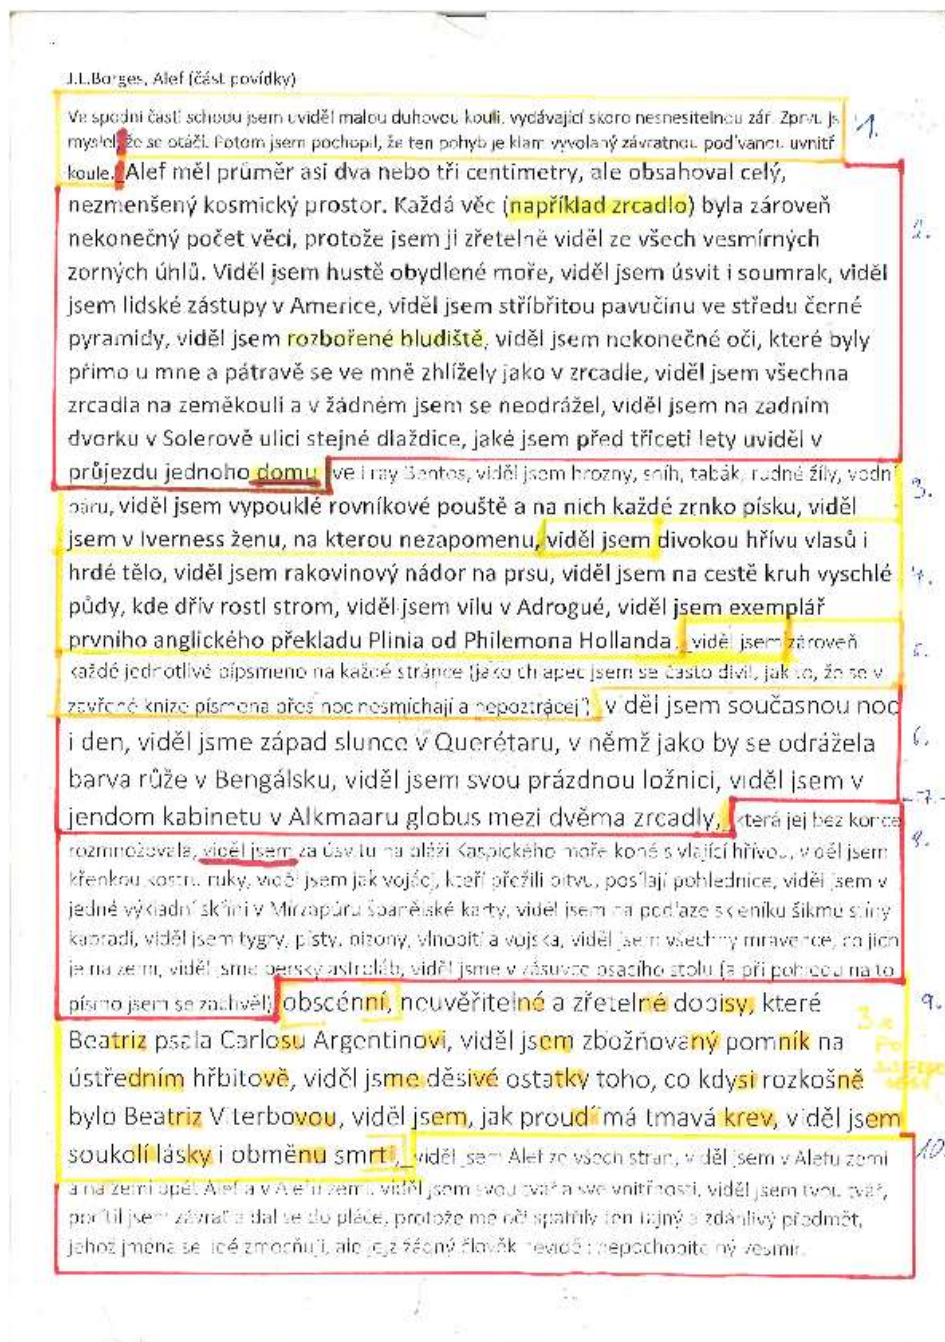 J.L.Borges, Alef (část povídky)
Ve spodní části schodu jsem uviděl malou duhovou kouli, vydávající skoro nesnesitelnou zář. Zprvu js
myslel, že se otáčí. Potom jsem pochopil, že ten pohyb je klam vyvolaný závratnou podívanou uvnitř
1.
koule. Alef měl průměr asi dva nebo tři centimetry, ale obsahoval celý,
nezmenšený kosmický prostor. Každá věc (například zrcadlo) byla zároveň
nekonečný počet věcí, protože jsem ji zřetelně viděl ze všech vesmírných
2.
zorných úhlů. Viděl jsem hustě obydlené moře, viděl jsem úsvit i soumrak, viděl
jsem lidské zástupy v Americe, viděl jsem stříbřitou pavučinu ve středu černé
pyramidy, viděl jsem rozbořené bludiště, viděl jsem nekonečné oči, které byly
přímo u mne a pátravě se ve mně zhlížely jako v zrcadle, viděl jsem všechna
zrcadla na zeměkouli a v žádném jsem se neodrážel, viděl jsem na zadním
dvorku v Solerově ulici stejné dlaždice, jaké jsem před třiceti lety uviděl v
průjezdu jednoho domu ve Fray Bentos, viděl jsem hrozny, sníh, tabák, rudné žíly, vodní
3.
páru, viděl jsem vypouklé rovníkové pouště a na nich každé zrnko písku, viděl
jsem v Iverness ženu, na kterou nezapomenu, viděl jsem divokou hřívu vlasů i
hrdé tělo, viděl jsem rakovinový nádor na prsu, viděl jsem na cestě kruh vyschlé
4.
půdy, kde dřív rostl strom, viděl jsem vilu v Adrogué, viděl jsem exemplář
prvního anglického překladu Plinia od Philemona Hollanda, viděl jsem zároveň
5.
každé jednotlivé pípsmeno na každé stránce (jako chlapec jsem se často divil, jak to, že se v
zavřené knize písmena přes noc nesmíchají a nepoztrácejí) viděl jsem současnou noc
i den, viděl jsme západ slunce v Querétaru, v němž jako by se odrážela
6.
barva růže v Bengálsku, viděl jsem svou prázdnou ložnici, viděl jsem v
7.
jendom kabinetu v Alkmaaru globus mezi dvěma zrcadly, která jej bez konce
8.
rozmnožovala, viděl jsem za úsvitu na pláži Kaspického moře koně s vlající hřívou, viděl jsem
křehkou kostru ruky, viděl jsem jak vojáci, kteří přežili bitvu, posílají pohlednice, viděl jsem v
jedné výkladní skříni v Mírzápúru španělské karty, viděl jsem na podlaze skleníku šikmé stíny
kapradí, viděl jsem tygry, písty, bizony, vlnobití a vojska, viděl jsem všechny mravence, co jich
je na zemi, viděl jsme perský astroláb, viděl jsme v zásuvce psacího stolu (a při pohledu na to
písmo jsem se zachvěl) obscénní, neuvěřitelné a zřetelné dopisy, které
9.
Beatriz psala Carlosu Argentinovi, viděl jsem zbožňovaný pomník na
ústředním hřbitově, viděl jsme děsivé ostatky toho, co kdysi rozkošně
bylo Beatriz Viterbovou, viděl jsem, jak proudí má tmavá krev, viděl jsem
soukolí lásky i obměnu smrti, viděl jsem Alef ze všech stran, viděl jsem v Alefu zemi
10.
a na zemi opět Alef a v Alefu zemi, viděl jsem svou tvář a své vnitřnosti, viděl jsem tvou tvář,
pocítil jsem závrať a dal se do pláče, protože mé oči spatřily ten tajný a zdánlivý předmět,
jehož jména se lidé zmocňují, ale jejž žádný člověk neviděl: nepochopitelný vesmír.